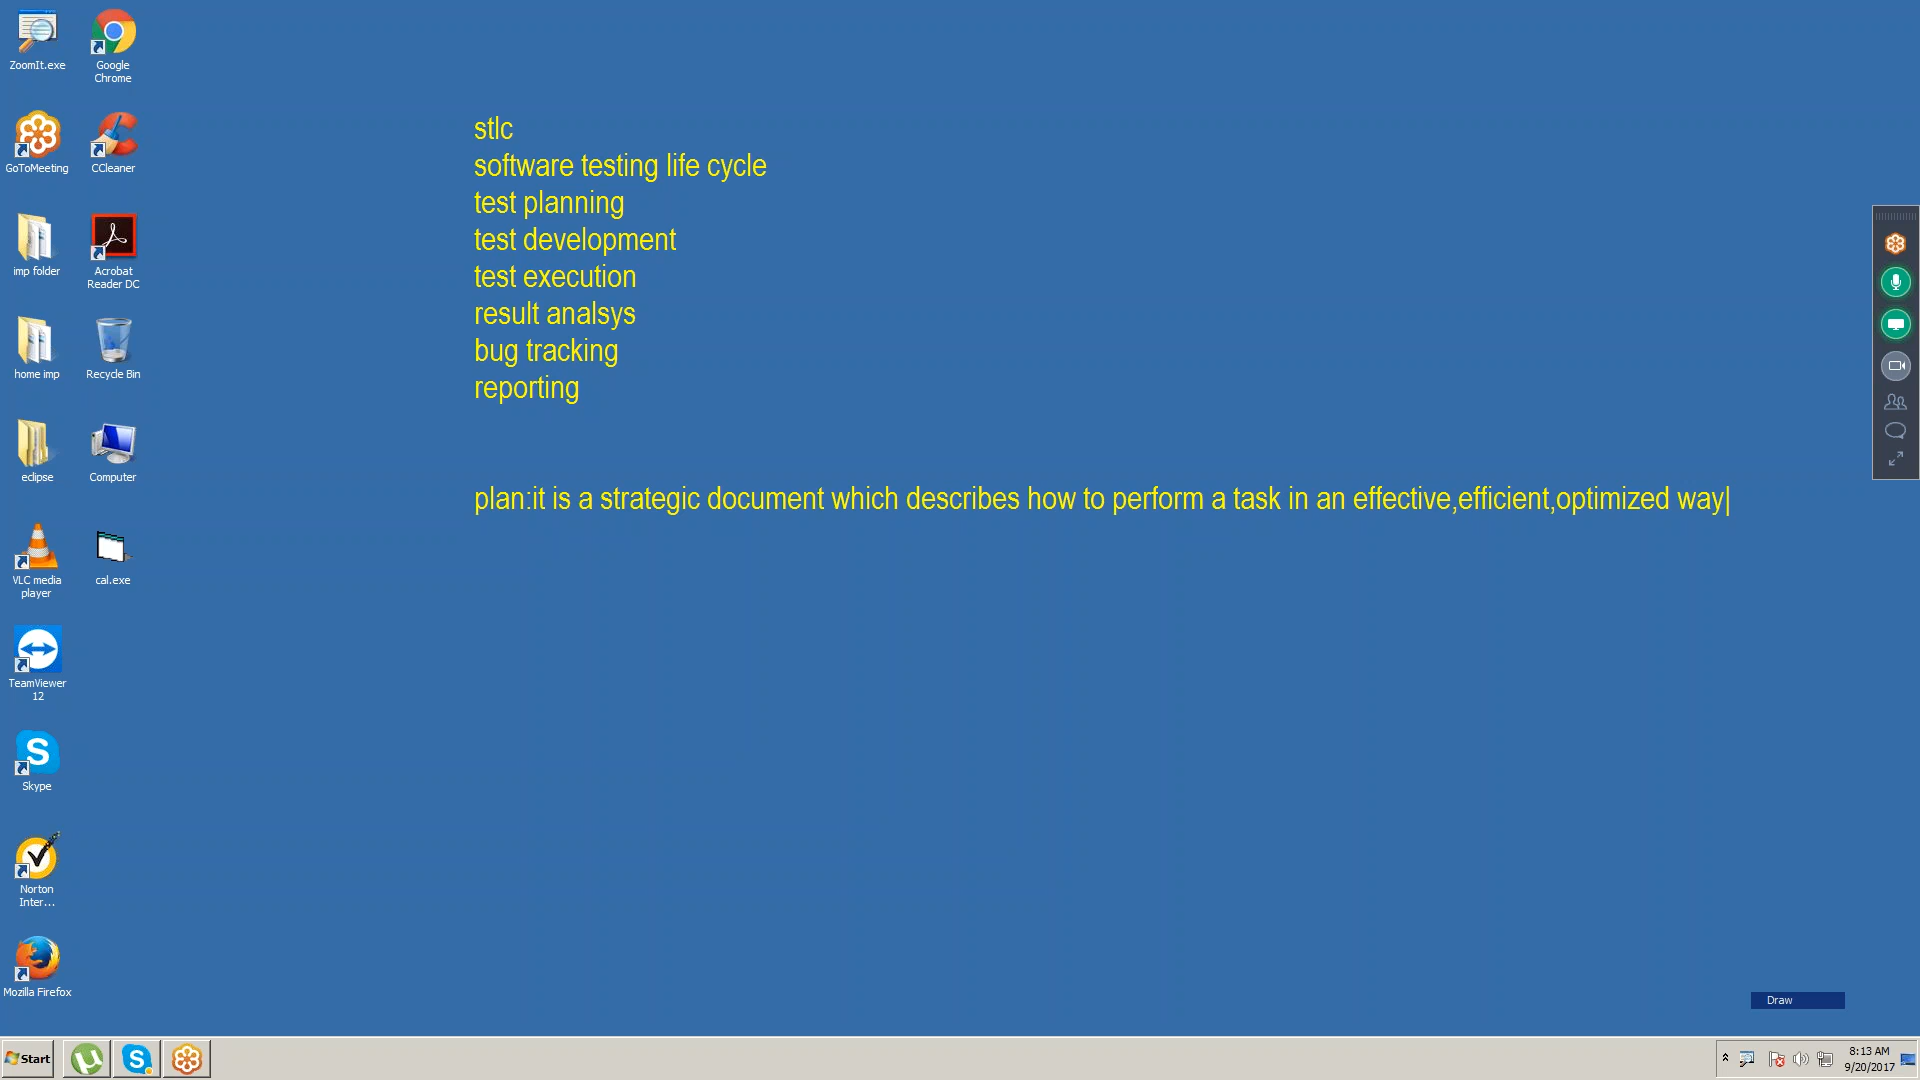 ZoomIt.exe
Google
Chrome
GoToMeeting
CCleaner
imp folder
Acrobat
Reader DC
home imp
Recycle Bin
eclipse
Computer
VLC media
player
cal.exe
TeamViewer
12
Skype
Norton
Inter...
Mozilla Firefox
stlc
software testing life cycle
test planning
test development
test execution
result analsys
bug tracking
reporting
plan:it is a strategic document which describes how to perform a task in an effective,efficient,optimized way
Draw
Start
8:13 AM
9/20/2017